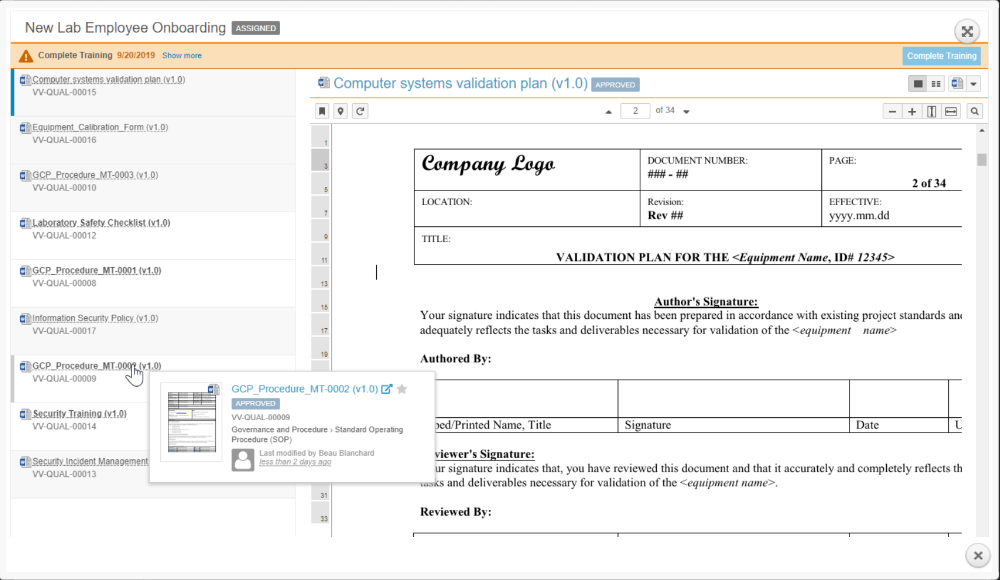 New Lab Employee Onboarding ASSIGNED
Complete Training 9/20/2019 Show more
Complete Training
Computer systems validation plan (v1.0)
VV-QUAL-00015
Equipment_Calibration_Form (v1.0)
VV-QUAL-00016
GCP_Procedure_MT-0003 (v1.0)
VV-QUAL-00010
Laboratory Safety Checklist (v1.0)
VV-QUAL-00012
GCP_Procedure_MT-0001 (v1.0)
VV-QUAL-00008
Information Security Policy (v1.0)
VV-QUAL-00017
GCP_Procedure_MT-0002 (v1.0)
VV-QUAL-00009
Security Training (v1.0)
VV-QUAL-00014
Security Incident Management
VV-QUAL-00013
GCP_Procedure_MT-0002 (v1.0)
APPROVED
VV-QUAL-00009
Governance and Procedure › Standard Operating
Procedure (SOP)
Last modified by Beau Blanchard
less than 2 days ago
Computer systems validation plan (v1.0) APPROVED
2 of 34
1
3
5
7
9
11
13
15
17
19
31
33
Company Logo
DOCUMENT NUMBER:
### - ##
PAGE:
2 of 34
LOCATION:
Revision:
Rev ##
EFFECTIVE:
yyyy.mm.dd
TITLE:
VALIDATION PLAN FOR THE <Equipment Name, ID# 12345>
Author's Signature:
Your signature indicates that this document has been prepared in accordance with existing project standards and
adequately reflects the tasks and deliverables necessary for validation of the <equipment name>
Authored By:
ped/Printed Name, Title
Signature
Date
U
viewer's Signature:
ur signature indicates that, you have reviewed this document and that it accurately and completely reflects th
tasks and deliverables necessary for validation of the <equipment name>.
Reviewed By: